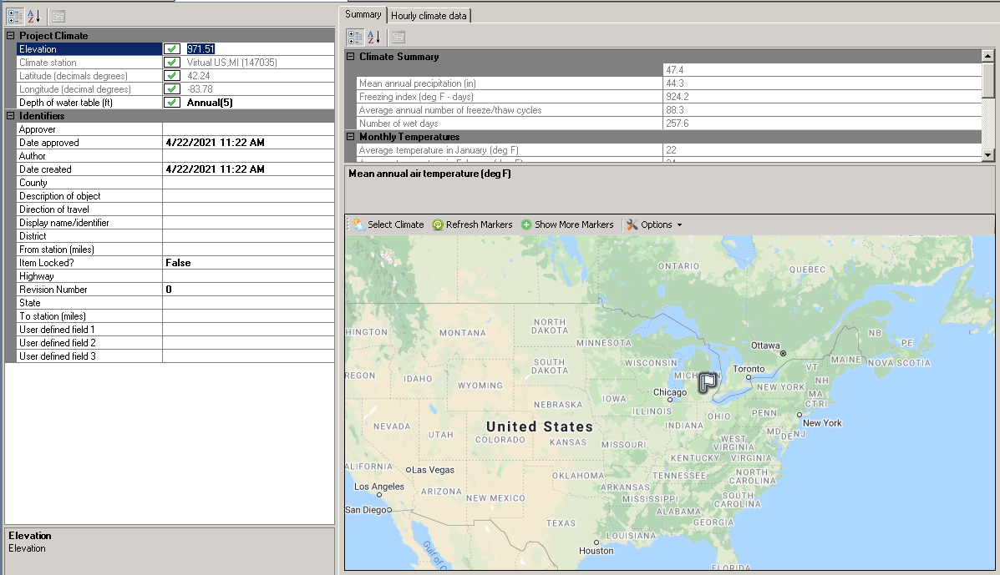 Project Climate
Elevation 971.51
Climate station Virtual US,MI (147035)
Latitude (decimals degrees) 42.24
Longitude (decimal degrees) -83.78
Depth of water table (ft) Annual(5)
Identifiers
Approver
Date approved 4/22/2021 11:22 AM
Author
Date created 4/22/2021 11:22 AM
County
Description of object
Direction of travel
Display name/identifier
District
From station (miles)
Item Locked? False
Highway
Revision Number 0
State
To station (miles)
User defined field 1
User defined field 2
User defined field 3
Elevation
Elevation
Summary Hourly climate data
Climate Summary
47.4
Mean annual precipitation (in) 44.3
Freezing index (deg F - days) 924.2
Average annual number of freeze/thaw cycles 88.3
Number of wet days 257.6
Monthly Temperatures
Average temperature in January (deg F) 22
Mean annual air temperature (deg F)
Select Climate Refresh Markers Show More Markers Options
ONTARIO
QUEBEC
NORTH
DAKOTA
HINGTON
MONTANA
MINNESOTA
NB
PE
Ottawa
MAINE
NOVA SCOTIA
SOUTH
DAKOTA
WISCONSIN
Toronto
VT
REGON
IDAHO
WYOMING
NH
NEW YORK
MA
Chicago
IOWA
NEBRASKA
CT RI
ILLINOIS
OHIO
PENN
New York
INDIANA
NEVADA
United States
MD
DE NJ
UTAH
COLORADO
KANSAS
MISSOURI
WEST
VIRGINIA
KENTUCKY
VIRGINIA
ALIFORNIA
Las Vegas
OKLAHOMA
TENNESSEE
NORTH
CAROLINA
Los Angeles
ARIZONA
NEW MEXICO
ARKANSAS
MISSISSIPPI
SOUTH
CAROLINA
San Diego
ALABAMA
TEXAS
GEORGIA
LOUISIANA
Houston
Gulf of
FLORIDA